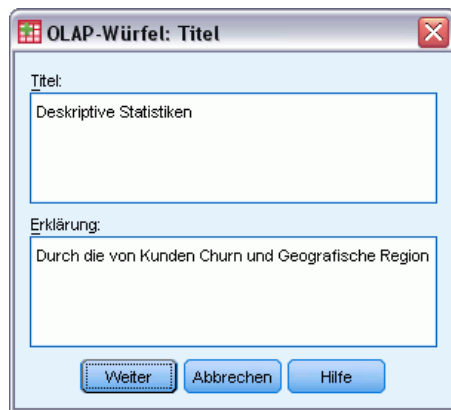 OLAP-Würfel: Titel
Titel:
Deskriptive Statistiken
Erklärung:
Durch die von Kunden Churn und Geografische Region
Weiter Abbrechen Hilfe